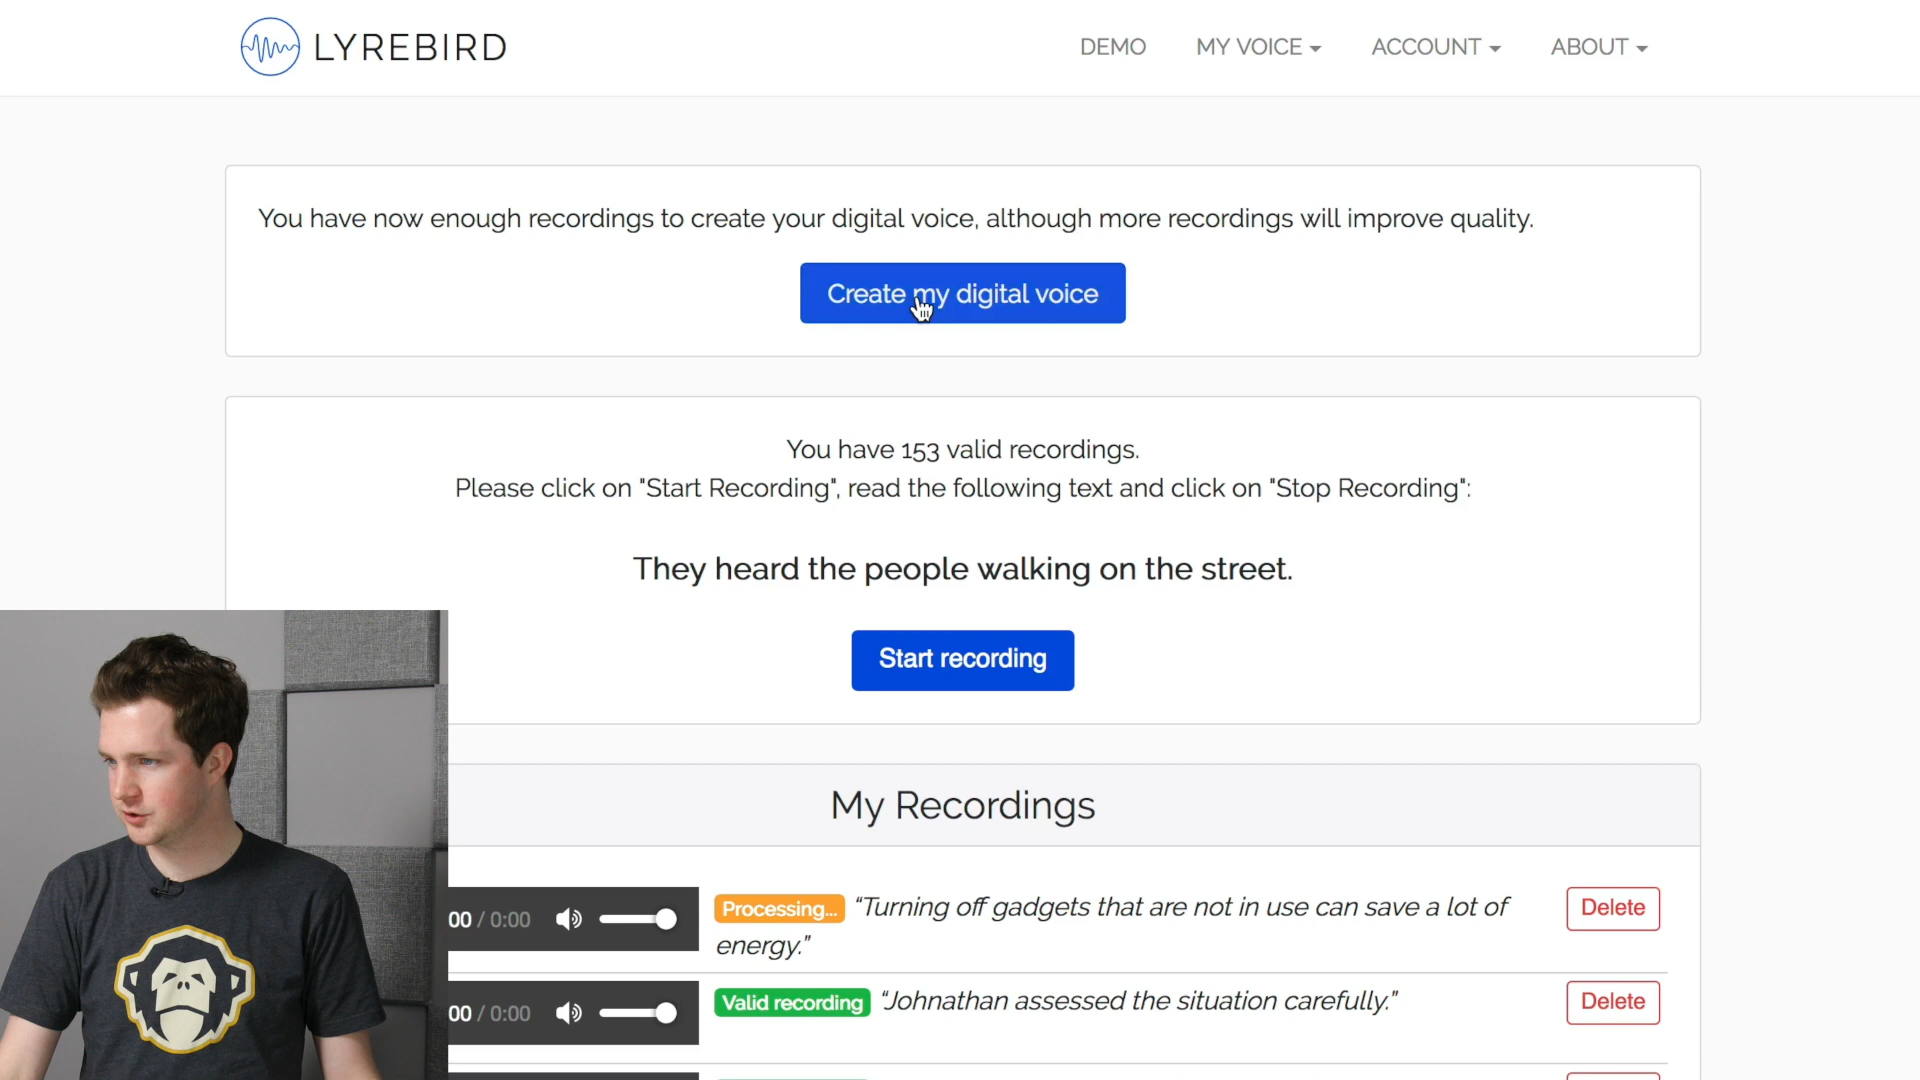 LYREBIRD
DEMO
MY VOICE
ACCOUNT
ABOUT
You have now enough recordings to create your digital voice, although more recordings will improve quality.
Create my digital voice
You have 153 valid recordings.
Please click on "Start Recording", read the following text and click on "Stop Recording":
They heard the people walking on the street.
Start recording
My Recordings
00 / 0:00
Processing... “Turning off gadgets that are not in use can save a lot of
energy.”
Delete
00 / 0:00
Valid recording “Johnathan assessed the situation carefully.”
Delete